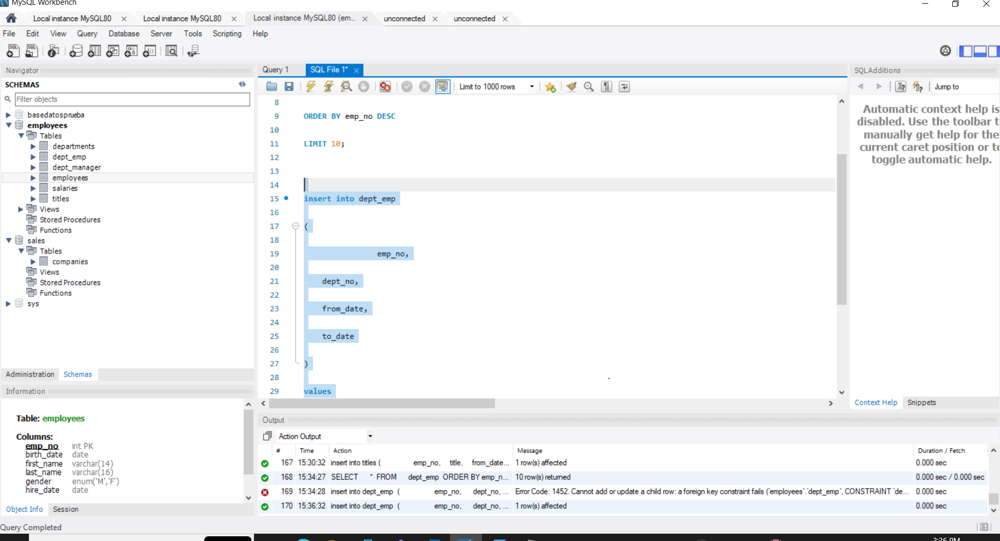 MySQL Workbench
Local instance MySQL80 Local instance MySQL80 Local instance MySQL80 (em... unconnected unconnected
File Edit View Query Database Server Tools Scripting Help
Navigator
SCHEMAS
Filter objects
basedatosprueba
employees
Tables
departments
dept_emp
dept_manager
employees
salaries
titles
Views
Stored Procedures
Functions
sales
Tables
companies
Views
Stored Procedures
Functions
sys
Administration Schemas
Information
Table: employees
Columns:
emp_no int PK
birth_date date
first_name varchar(14)
last_name varchar(16)
gender enum('M','F')
hire_date date
Object Info Session
Query 1 SQL File 1*
Limit to 1000 rows
8
9 ORDER BY emp_no DESC
10
11 LIMIT 10;
12
13
14
15 insert into dept_emp
16
17 (
18
19 emp_no,
20
21 dept_no,
22
23 from_date,
24
25 to_date
26
27 )
28
29 values
SQLAdditions
Jump to
Automatic context help is
disabled. Use the toolbar t
manually get help for the
current caret position or to
toggle automatic help.
Context Help Snippets
Output
Action Output
# Time Action Message Duration / Fetch
167 15:30:32 insert into titles ( emp_no, title, from_date... 1 row(s) affected 0.000 sec
168 15:34:27 SELECT * FROM dept_emp ORDER BY emp_n... 10 row(s) returned 0.000 sec / 0.000 sec
169 15:34:28 insert into dept_emp ( emp_no, dept_no, ... Error Code: 1452. Cannot add or update a child row: a foreign key constraint fails (`employees`.`dept_emp`, CONSTRAINT `de... 0.000 sec
170 15:36:32 insert into dept_emp ( emp_no, dept_no, ... 1 row(s) affected 0.000 sec
Query Completed
3:36 PM